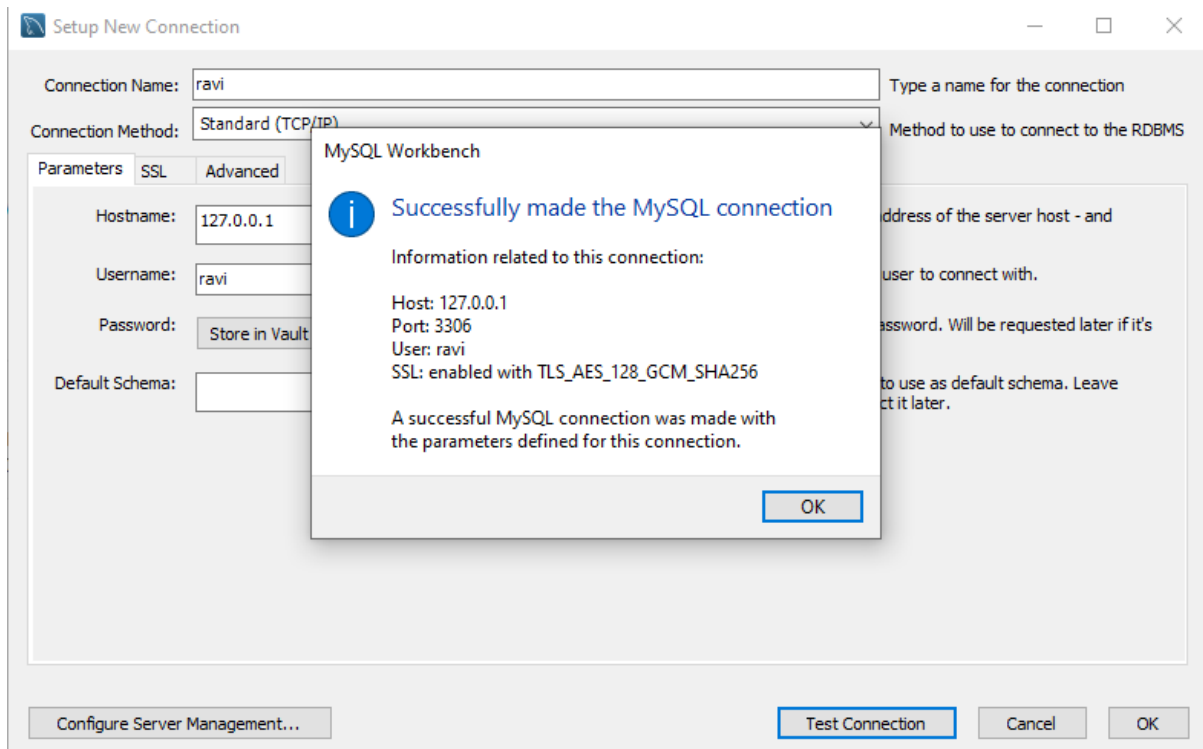 Setup New Connection
Connection Name: ravi Type a name for the connection
Connection Method: Standard (TCP/IP) Method to use to connect to the RDBMS
Parameters SSL Advanced
Hostname: 127.0.0.1 address of the server host - and
Username: ravi user to connect with.
Password: Store in Vault assword. Will be requested later if it's
Default Schema: to use as default schema. Leave
ct it later.
MySQL Workbench
Successfully made the MySQL connection
Information related to this connection:
Host: 127.0.0.1
Port: 3306
User: ravi
SSL: enabled with TLS_AES_128_GCM_SHA256
A successful MySQL connection was made with
the parameters defined for this connection.
OK
Configure Server Management... Test Connection Cancel OK